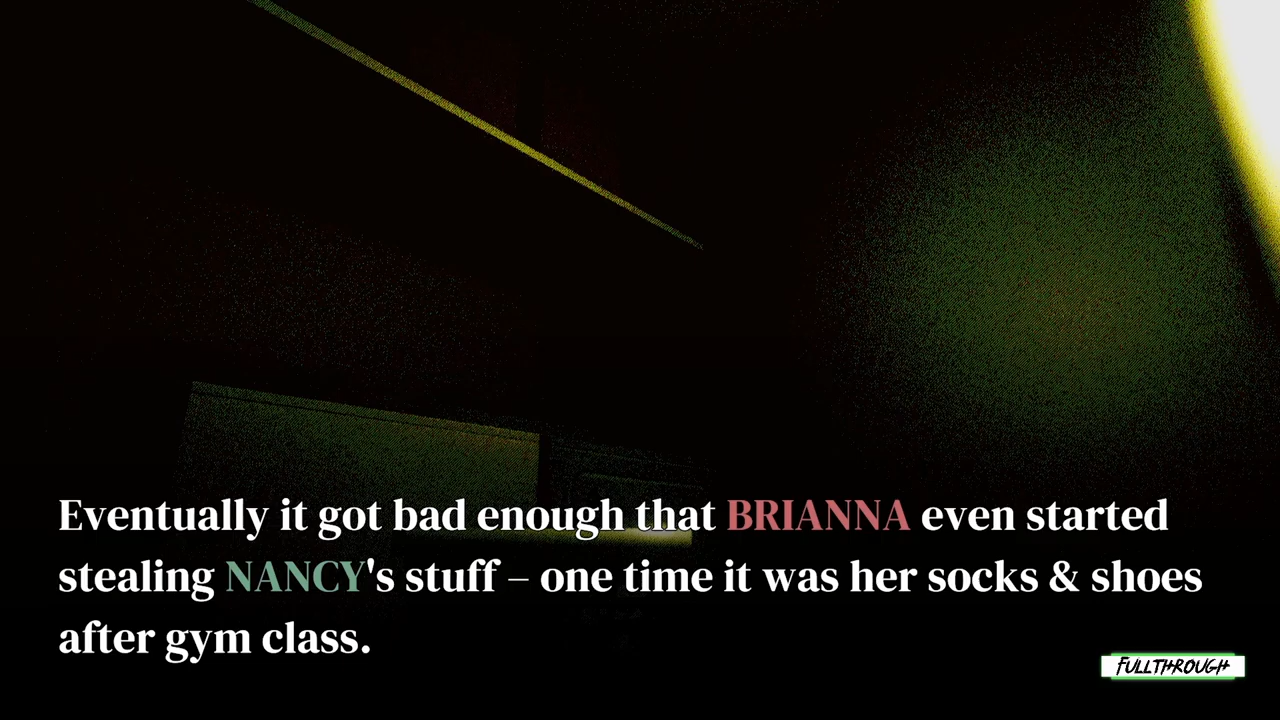 Eventually it got bad enough that BRIANNA even started
stealing NANCY's stuff – one time it was her socks & shoes
after gym class.
FULLTHROUGH